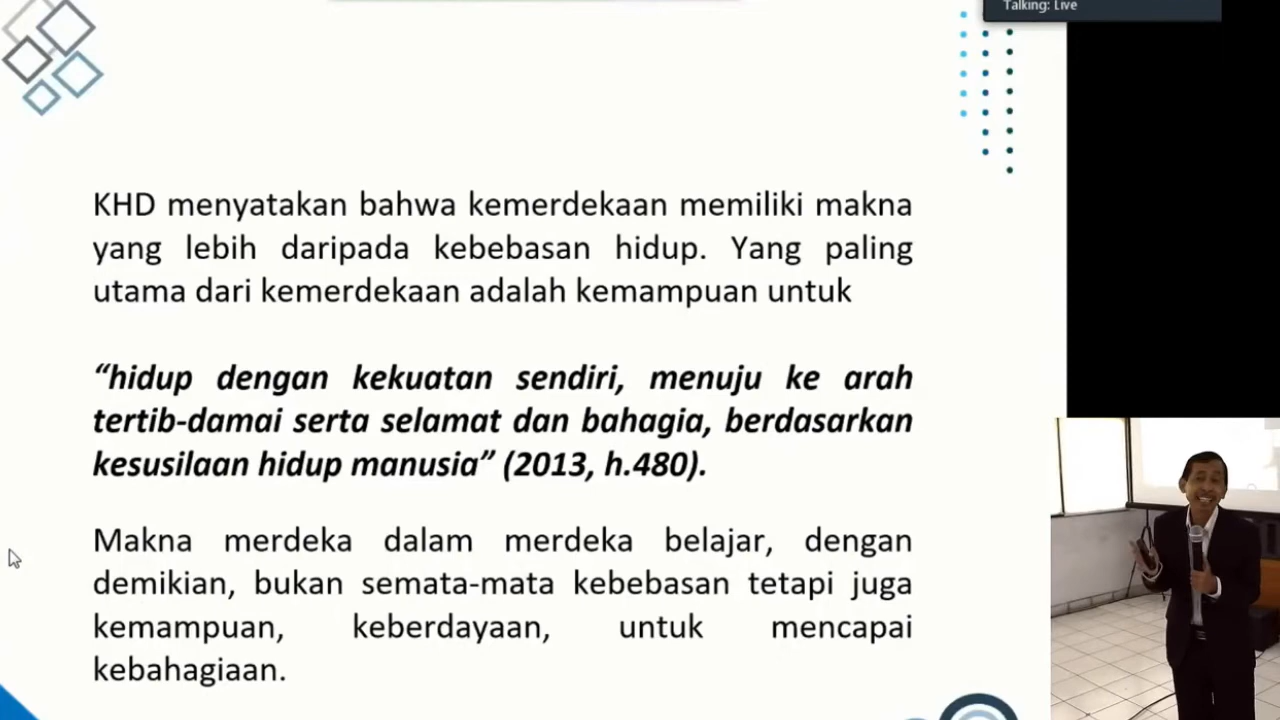 Talking: Live
KHD menyatakan bahwa kemerdekaan memiliki makna
yang lebih daripada kebebasan hidup. Yang paling
utama dari kemerdekaan adalah kemampuan untuk
“hidup dengan kekuatan sendiri, menuju ke arah
tertib-damai serta selamat dan bahagia, berdasarkan
kesusilaan hidup manusia” (2013, h.480).
Makna merdeka dalam merdeka belajar, dengan
demikian, bukan semata-mata kebebasan tetapi juga
kemampuan, keberdayaan, untuk mencapai
kebahagiaan.